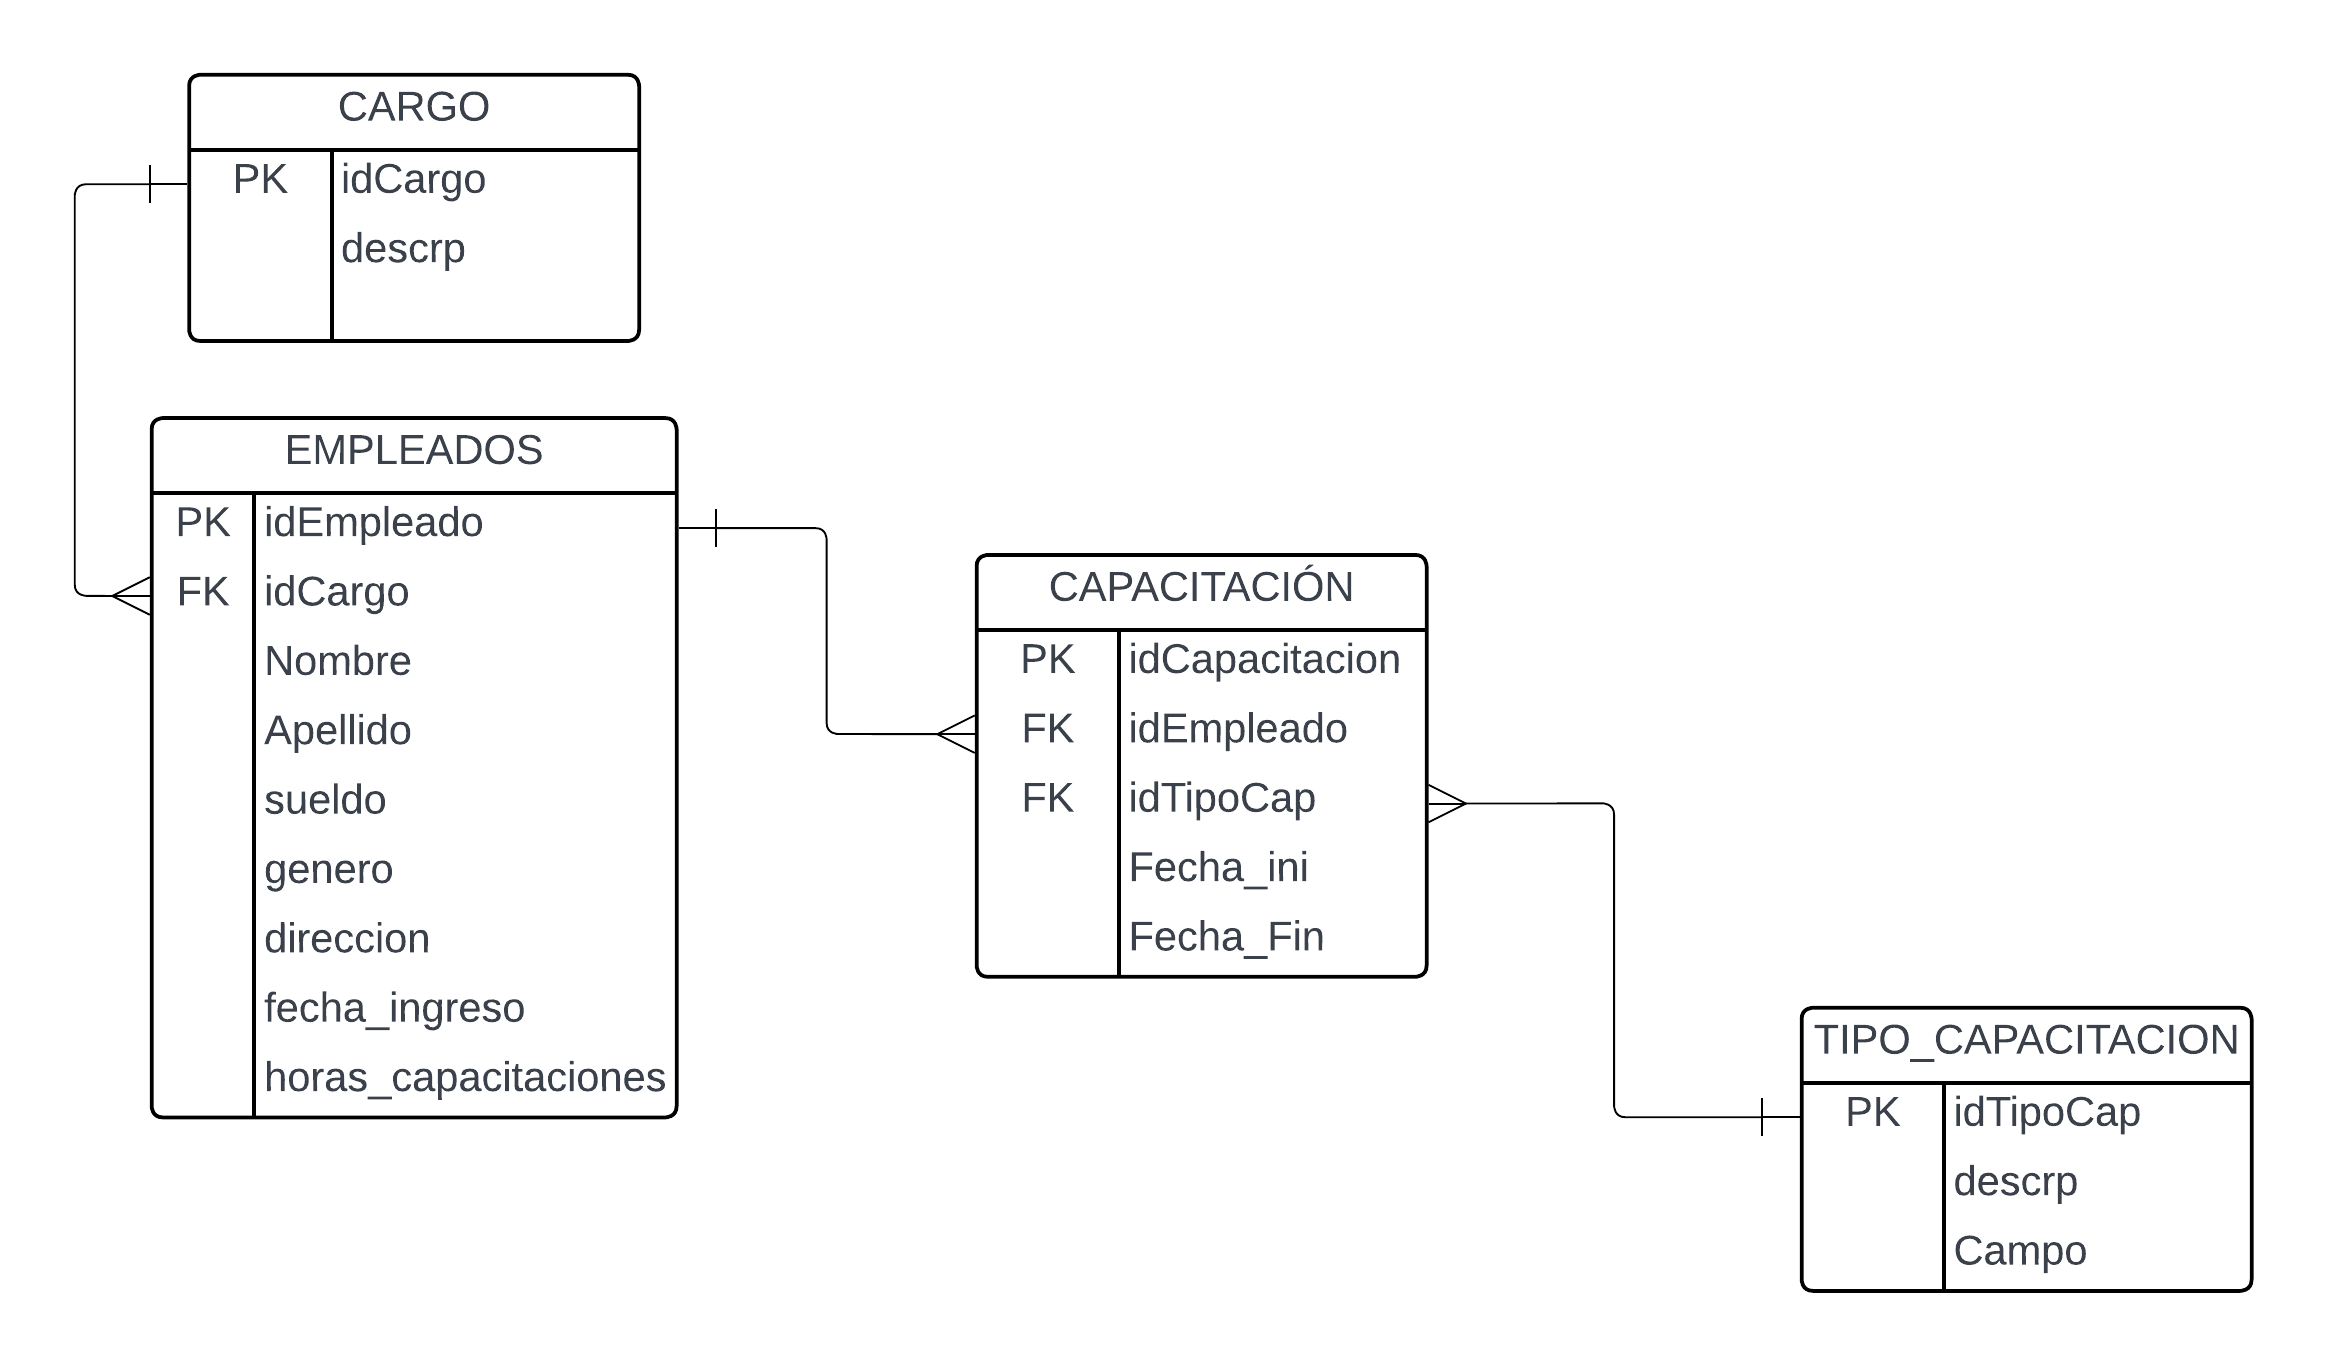 CARGO
PK idCargo
descrp
EMPLEADOS
PK idEmpleado
FK idCargo
Nombre
Apellido
sueldo
genero
direccion
fecha_ingreso
horas_capacitaciones
CAPACITACIÓN
PK idCapacitacion
FK idEmpleado
FK idTipoCap
Fecha_ini
Fecha_Fin
TIPO_CAPACITACION
PK idTipoCap
descrp
Campo